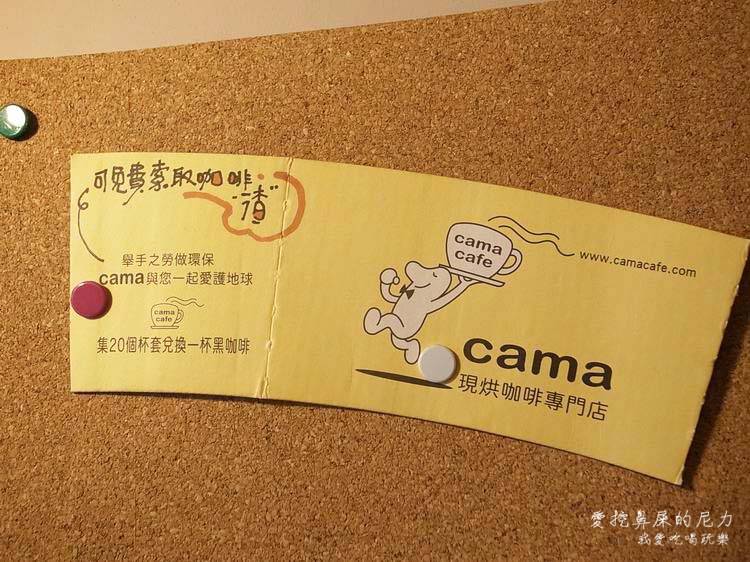 可免費索取咖啡
"渣"
舉手之勞做環保
cama與您一起愛護地球
cama
cafe
集20個杯套兌換一杯黑咖啡
cama
cafe
www.camacafe.com
cama
現烘咖啡專門店
愛挖鼻屎的尼力
我愛吃喝玩樂